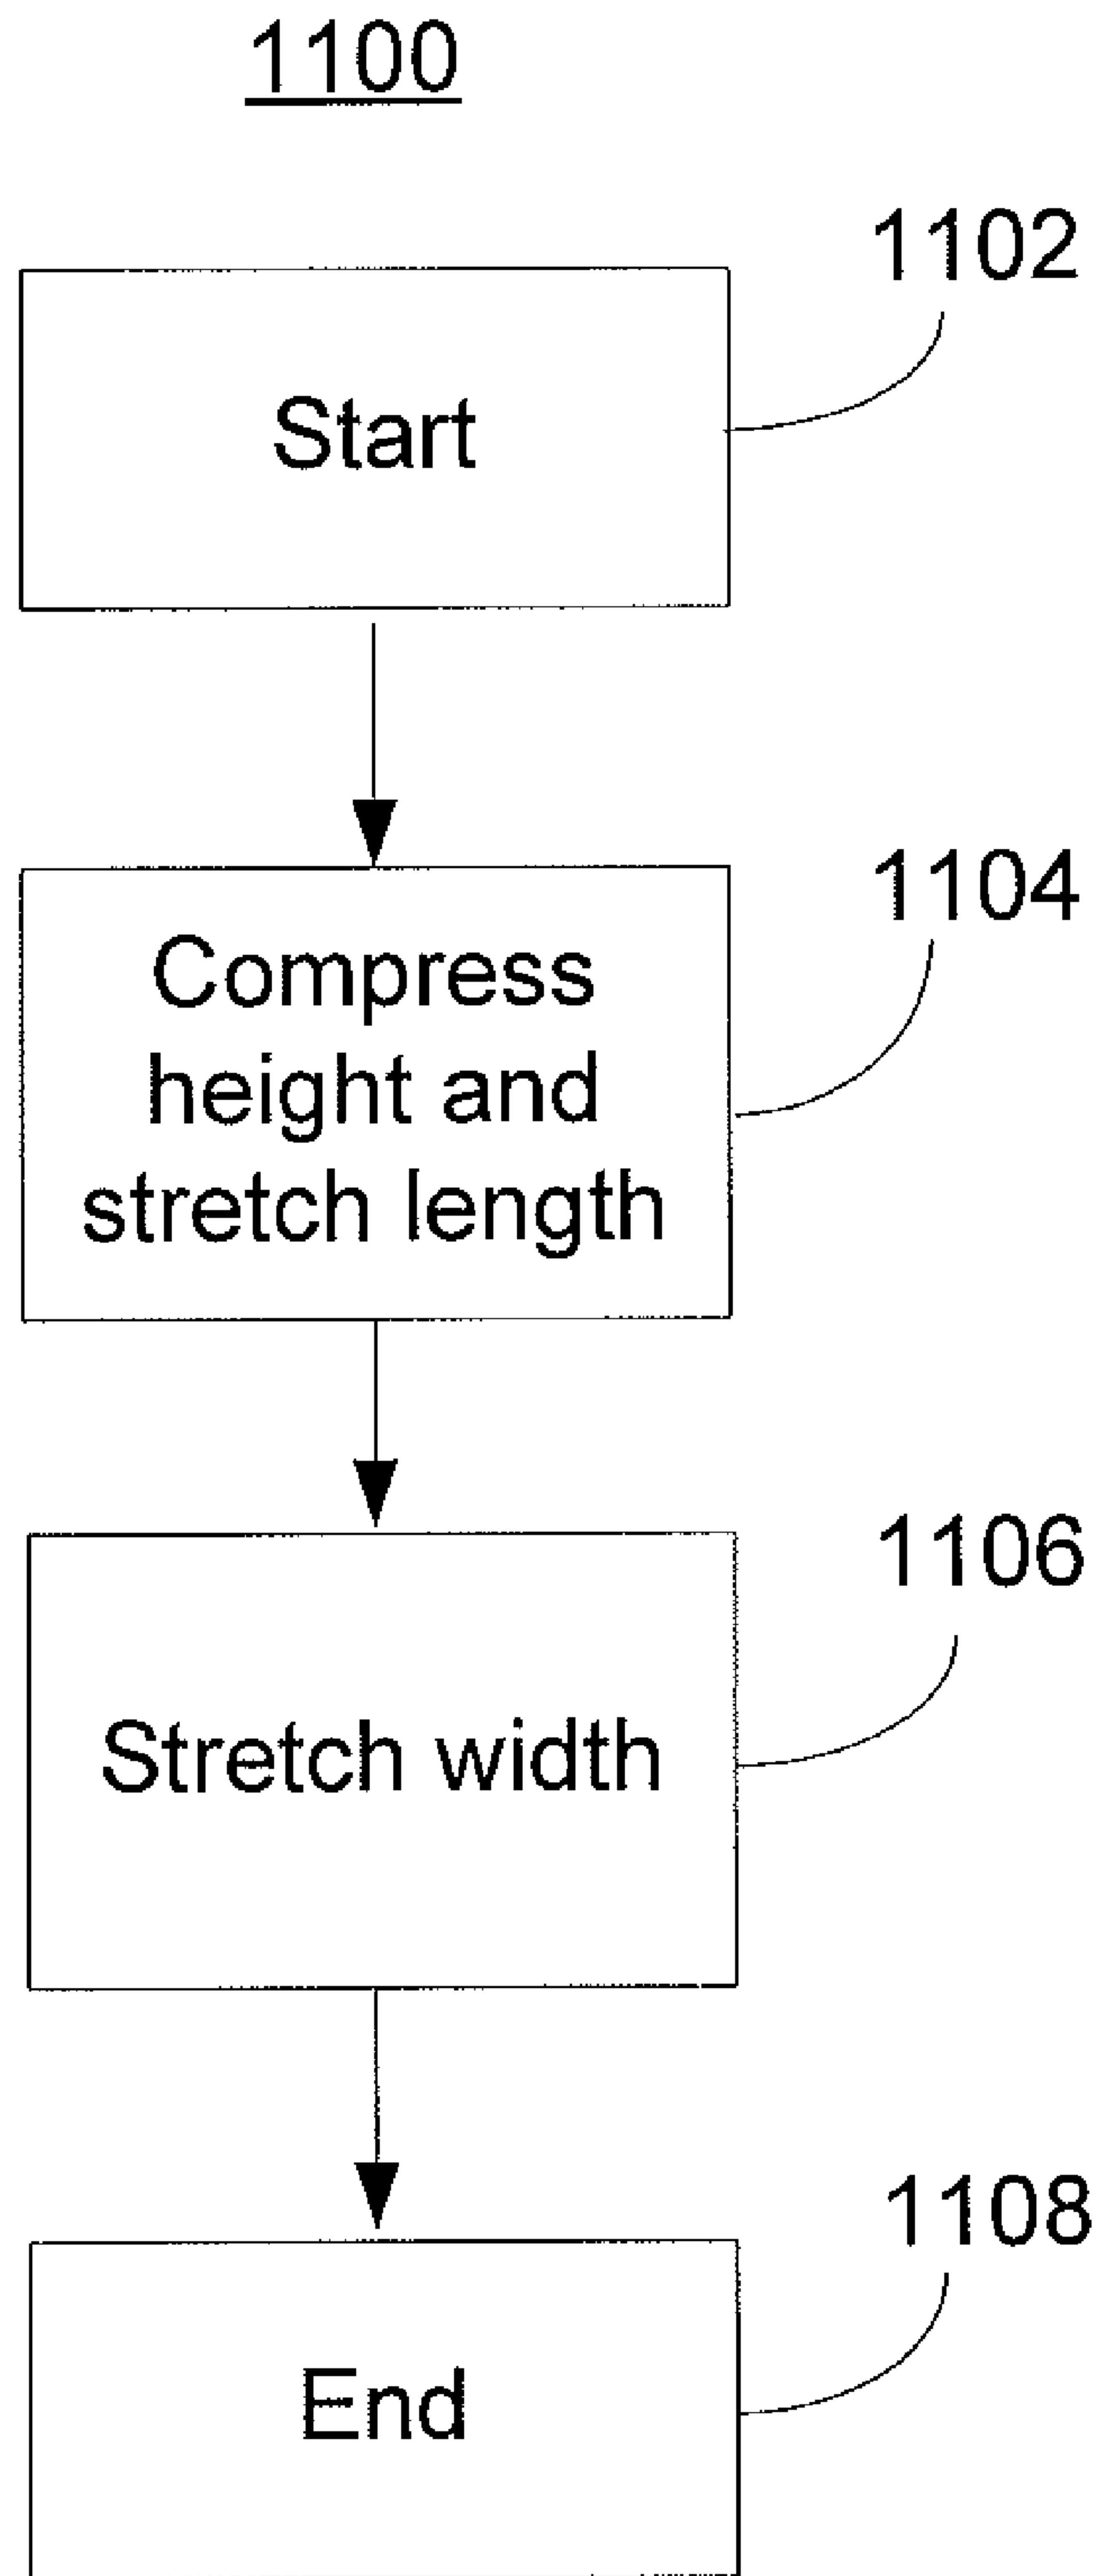 1100
1102
Start
1104
Compress
height and
stretch length
1106
Stretch width
1108
End